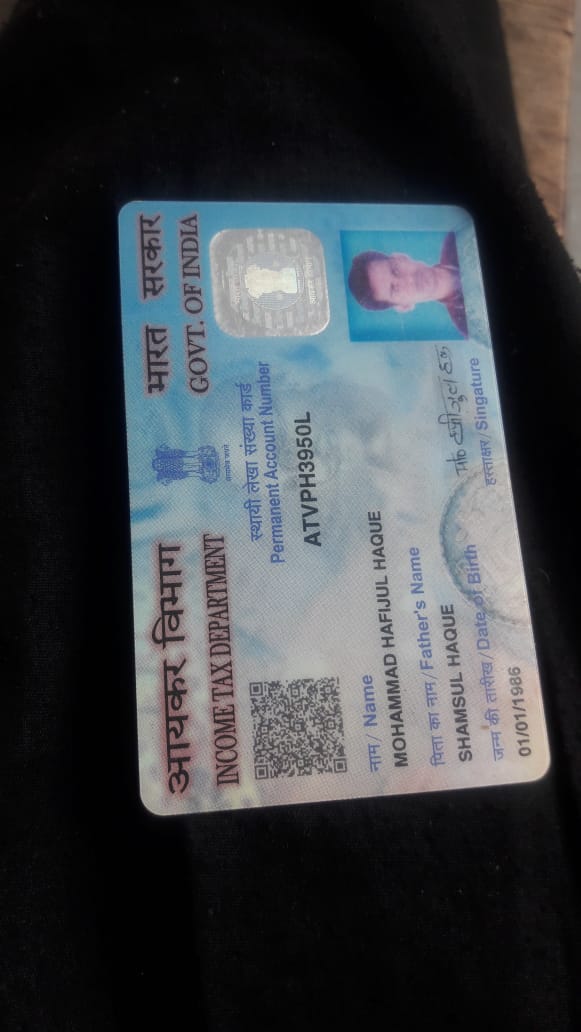 आयकर विभाग
INCOME TAX DEPARTMENT
भारत सरकार
GOVT. OF INDIA
सत्यमेव जयते
स्थायी लेखा संख्या कार्ड
Permanent Account Number
ATVPH3950L
नाम / Name
MOHAMMAD HAFIJUL HAQUE
पिता का नाम / Father's Name
SHAMSUL HAQUE
जन्म की तारीख / Date of Birth
01/01/1986
हस्ताक्षर / Singature